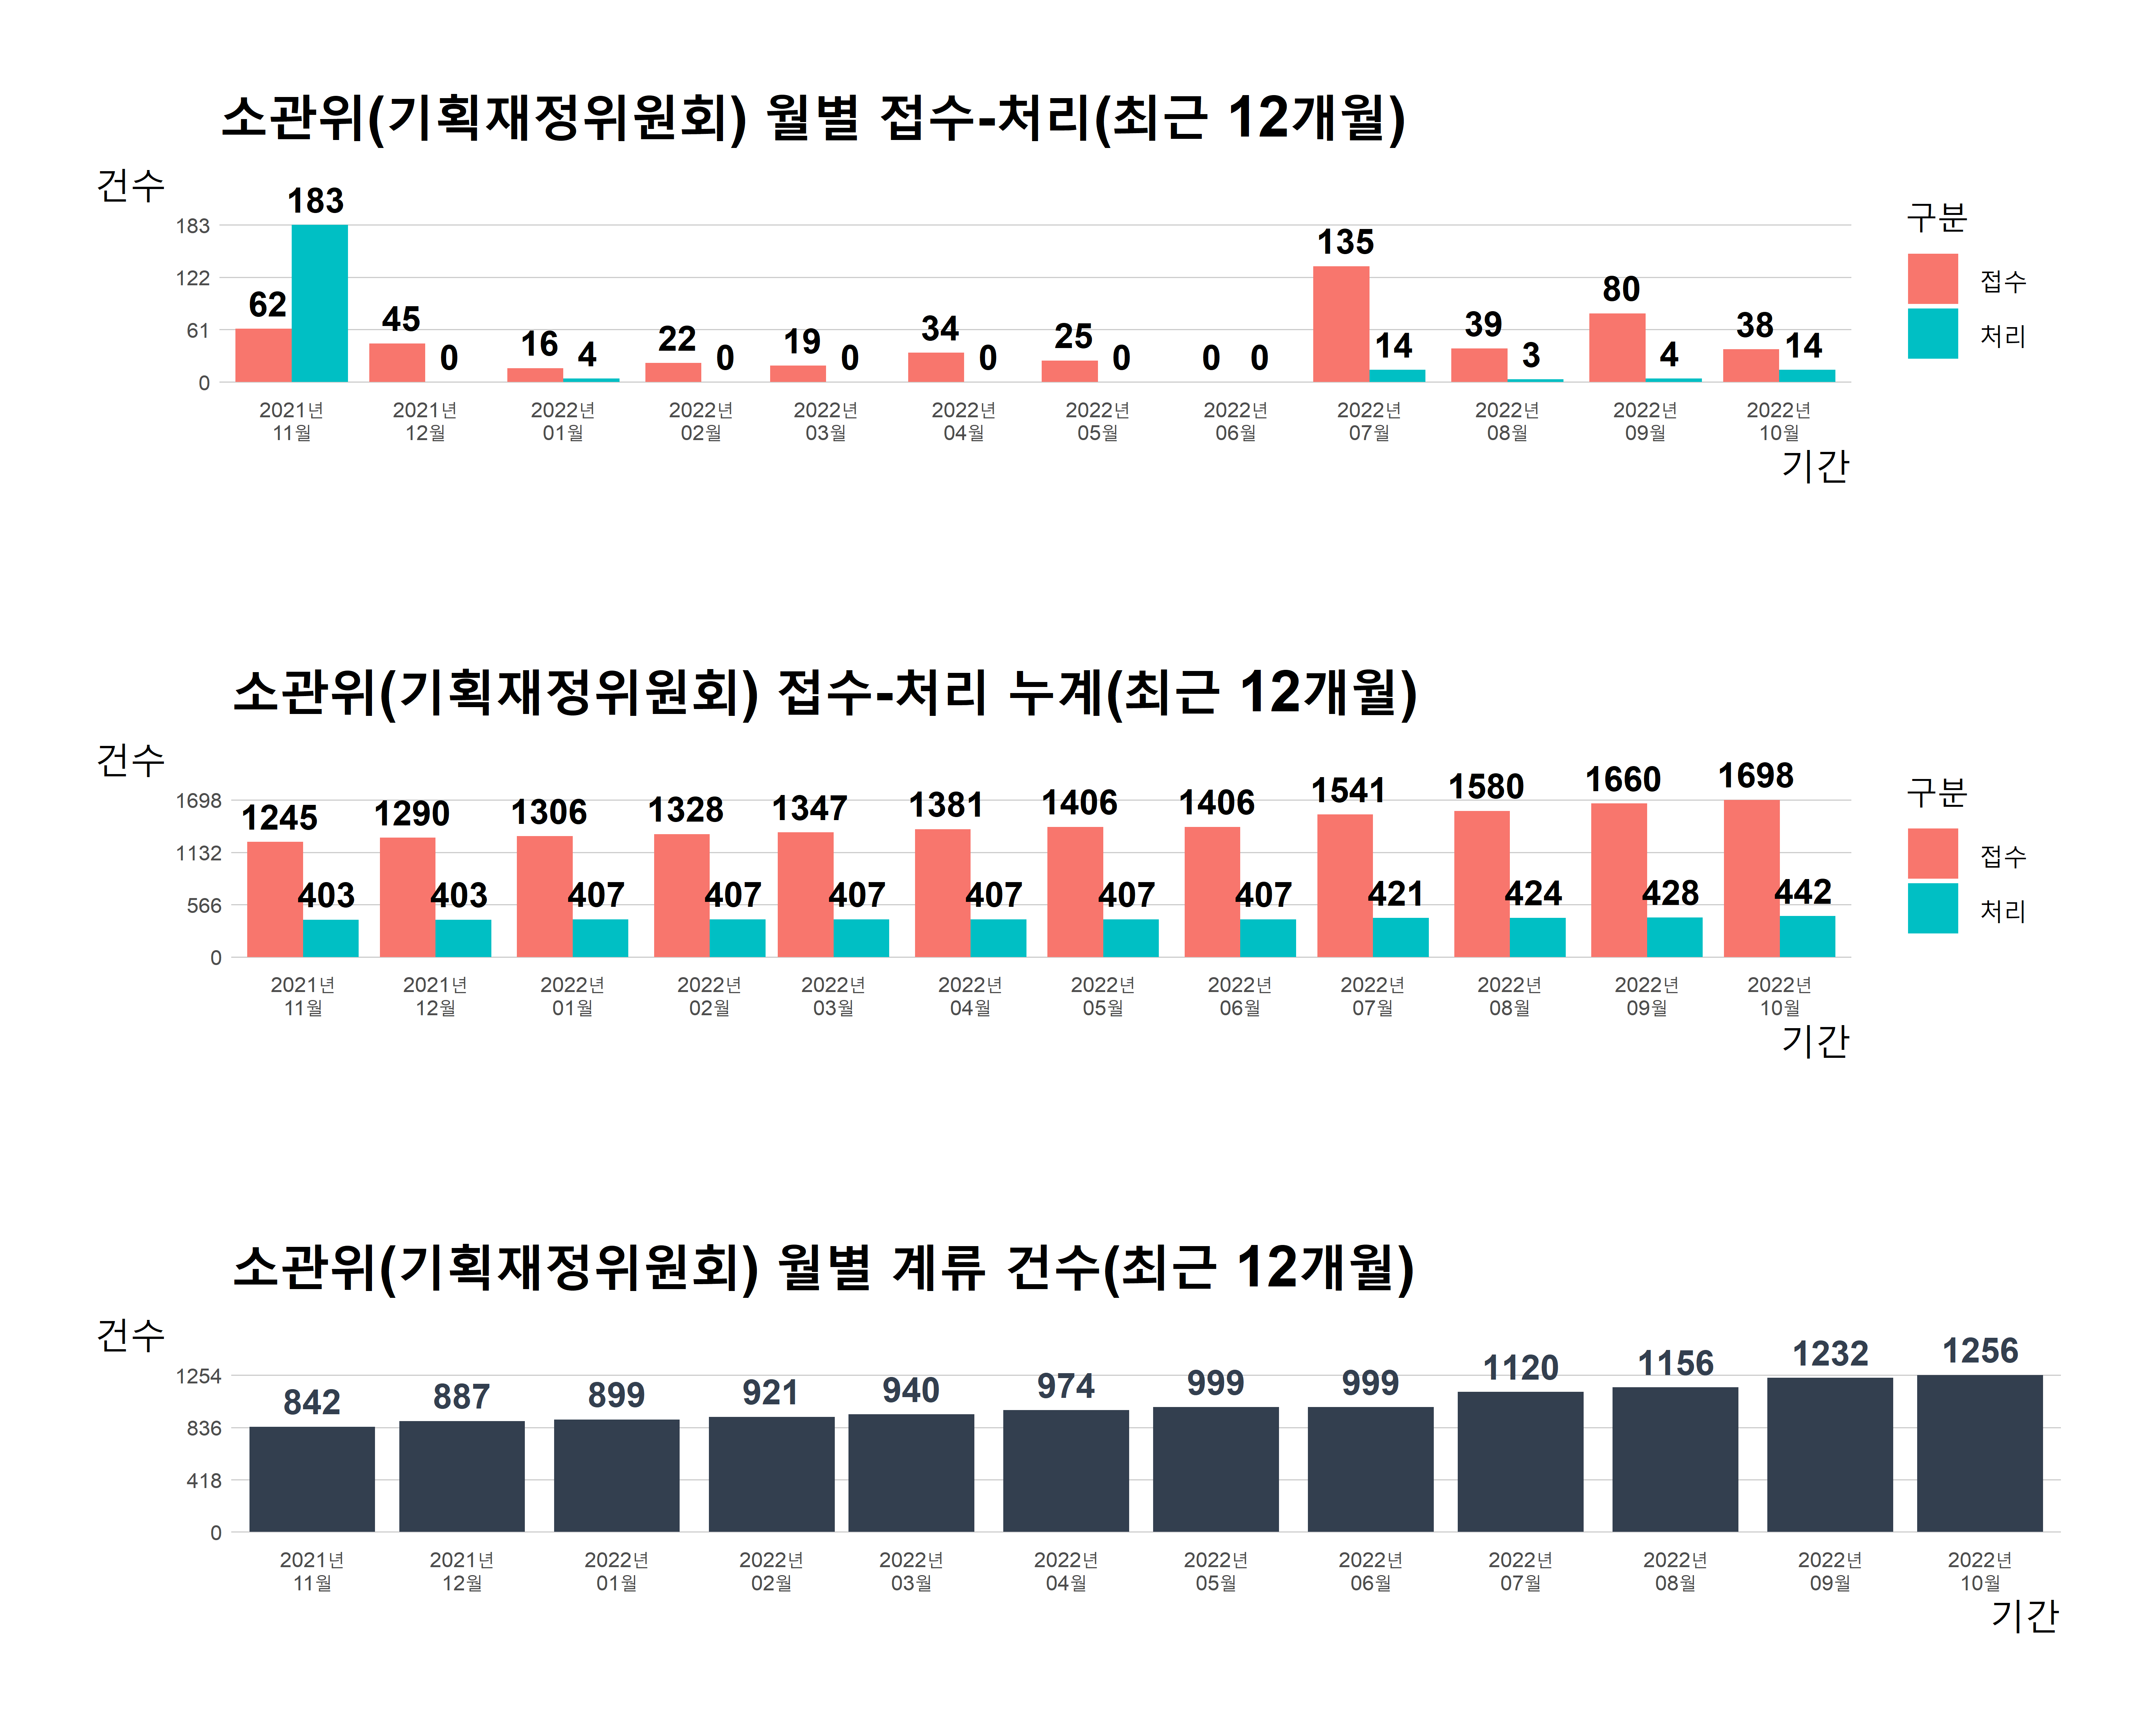 소관위(기획재정위원회) 월별 접수-처리(최근 12개월)
건수
183
122
61
0
62 183 45 0 16 4 22 0 19 0 34 0 25 0 0 0 135 14 39 3 80 4 38 14
2021년 2021년 2022년 2022년 2022년 2022년 2022년 2022년 2022년 2022년 2022년 2022년
11월 12월 01월 02월 03월 04월 05월 06월 07월 08월 09월 10월
기간
구분
접수
처리
소관위(기획재정위원회) 접수-처리 누계(최근 12개월)
건수
1698
1132
566
0
1245 403 1290 403 1306 407 1328 407 1347 407 1381 407 1406 407 1406 407 1541 421 1580 424 1660 428 1698 442
2021년 2021년 2022년 2022년 2022년 2022년 2022년 2022년 2022년 2022년 2022년 2022년
11월 12월 01월 02월 03월 04월 05월 06월 07월 08월 09월 10월
기간
구분
접수
처리
소관위(기획재정위원회) 월별 계류 건수(최근 12개월)
건수
1254
836
418
0
842 887 899 921 940 974 999 999 1120 1156 1232 1256
2021년 2021년 2022년 2022년 2022년 2022년 2022년 2022년 2022년 2022년 2022년 2022년
11월 12월 01월 02월 03월 04월 05월 06월 07월 08월 09월 10월
기간